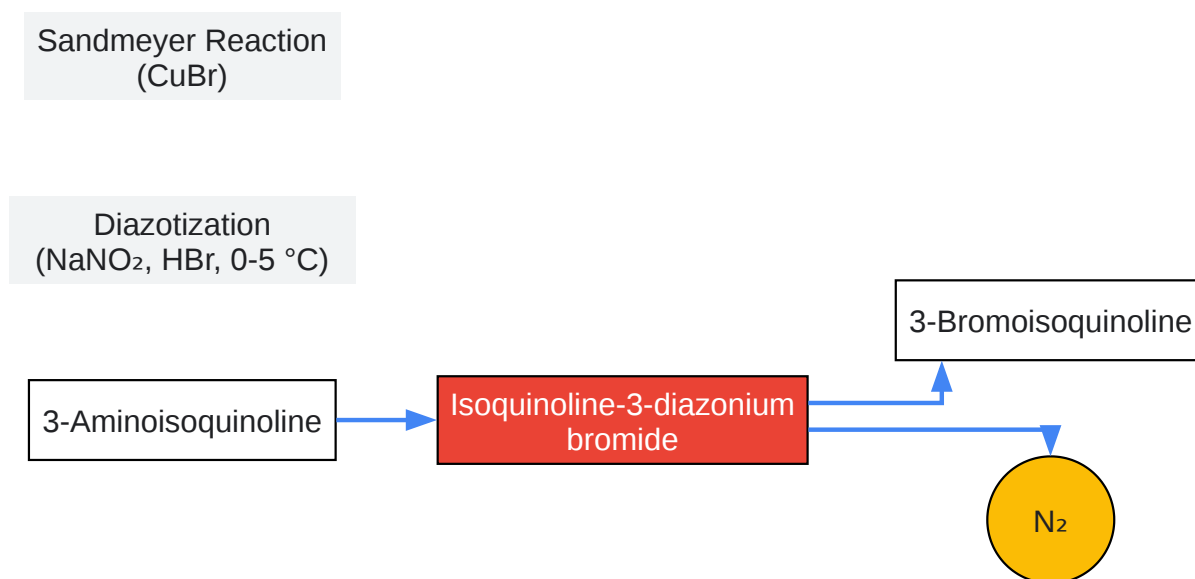 Sandmeyer Reaction
(CuBr)
Diazotization
(NaNO₂, HBr, 0-5 °C)
3-Bromoisoquinoline
3-Aminoisoquinoline
Isoquinoline-3-diazonium
bromide
N₂